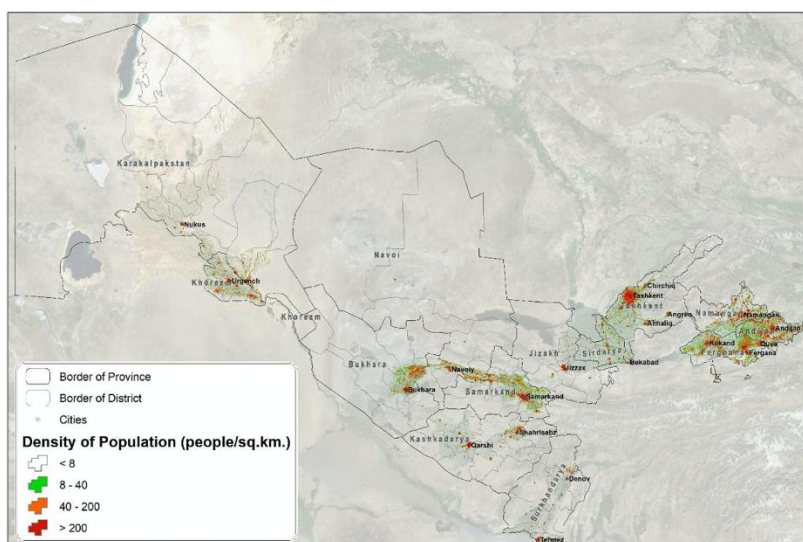 Karakalpakstan
Nukus
Khorezm
Urgench
Khorezm
Navoi
Chirchiq
Tashkent
Tashkent
Angren
Almaliq
Namangan
Namangan
Andijan
Kokand
Quva
Fergana
Fergana
Jizakh
Sirdarya
Bekabad
Jizzax
Bukhara
Navoiy
Bukhara
Samarkand
Samarkand
Kashkadarya
Shahrisabz
Qarshi
Surkhandarya
Denov
Termez
Border of Province
Border of District
Cities
Density of Population (people/sq.km.)
< 8
8 - 40
40 - 200
> 200